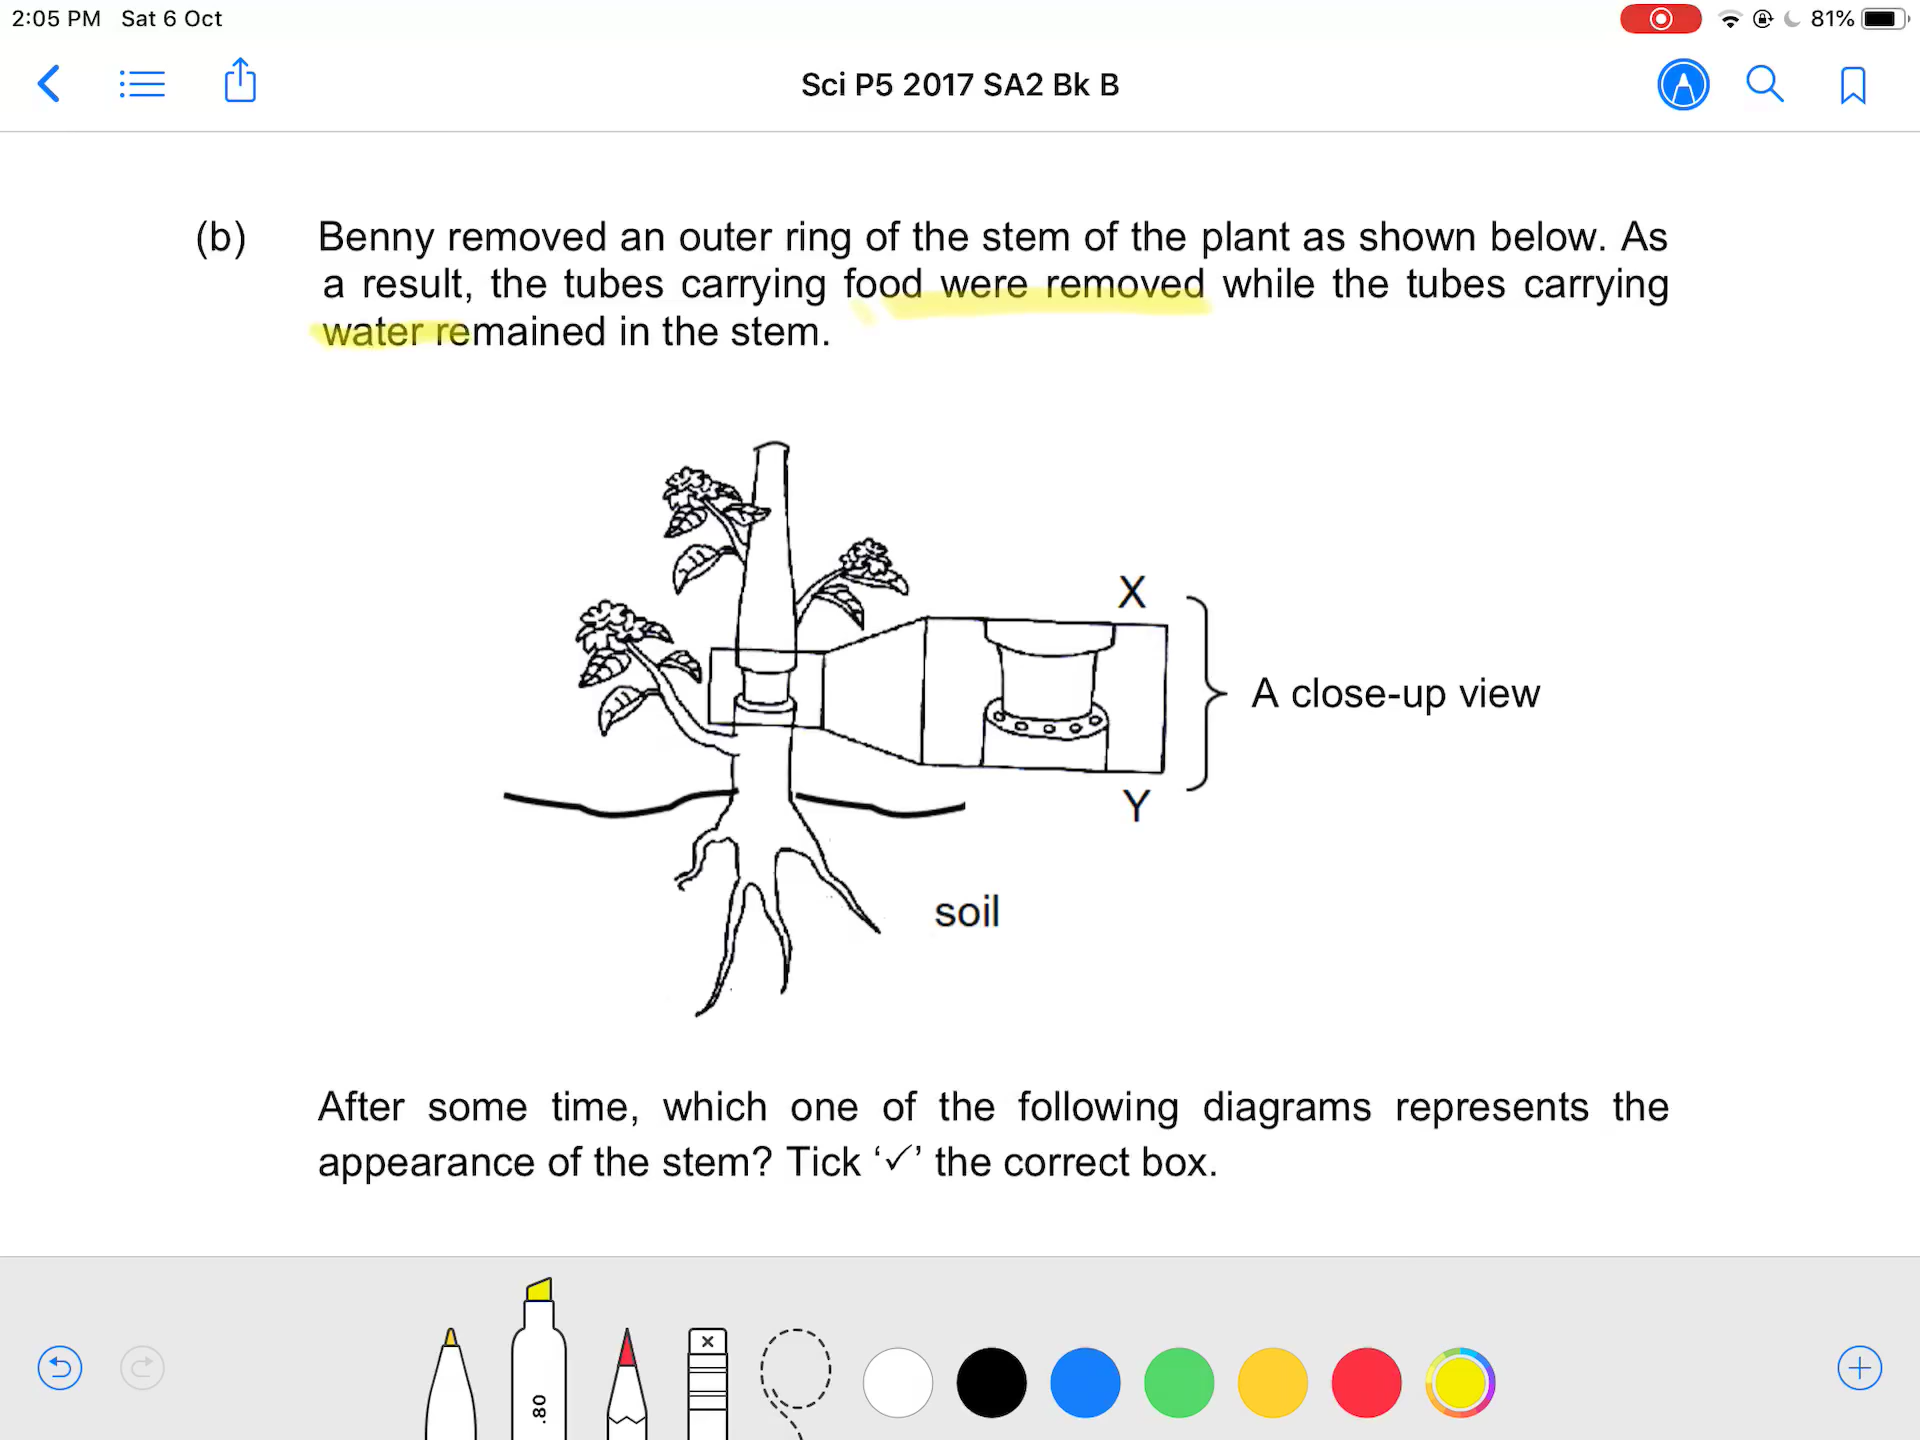 2:05 PM Sat 6 Oct
81%
Sci P5 2017 SA2 Bk B
(b) Benny removed an outer ring of the stem of the plant as shown below. As
a result, the tubes carrying food were removed while the tubes carrying
water remained in the stem.
X
A close-up view
Y
soil
After some time, which one of the following diagrams represents the
appearance of the stem? Tick ‘✓’ the correct box.
.80